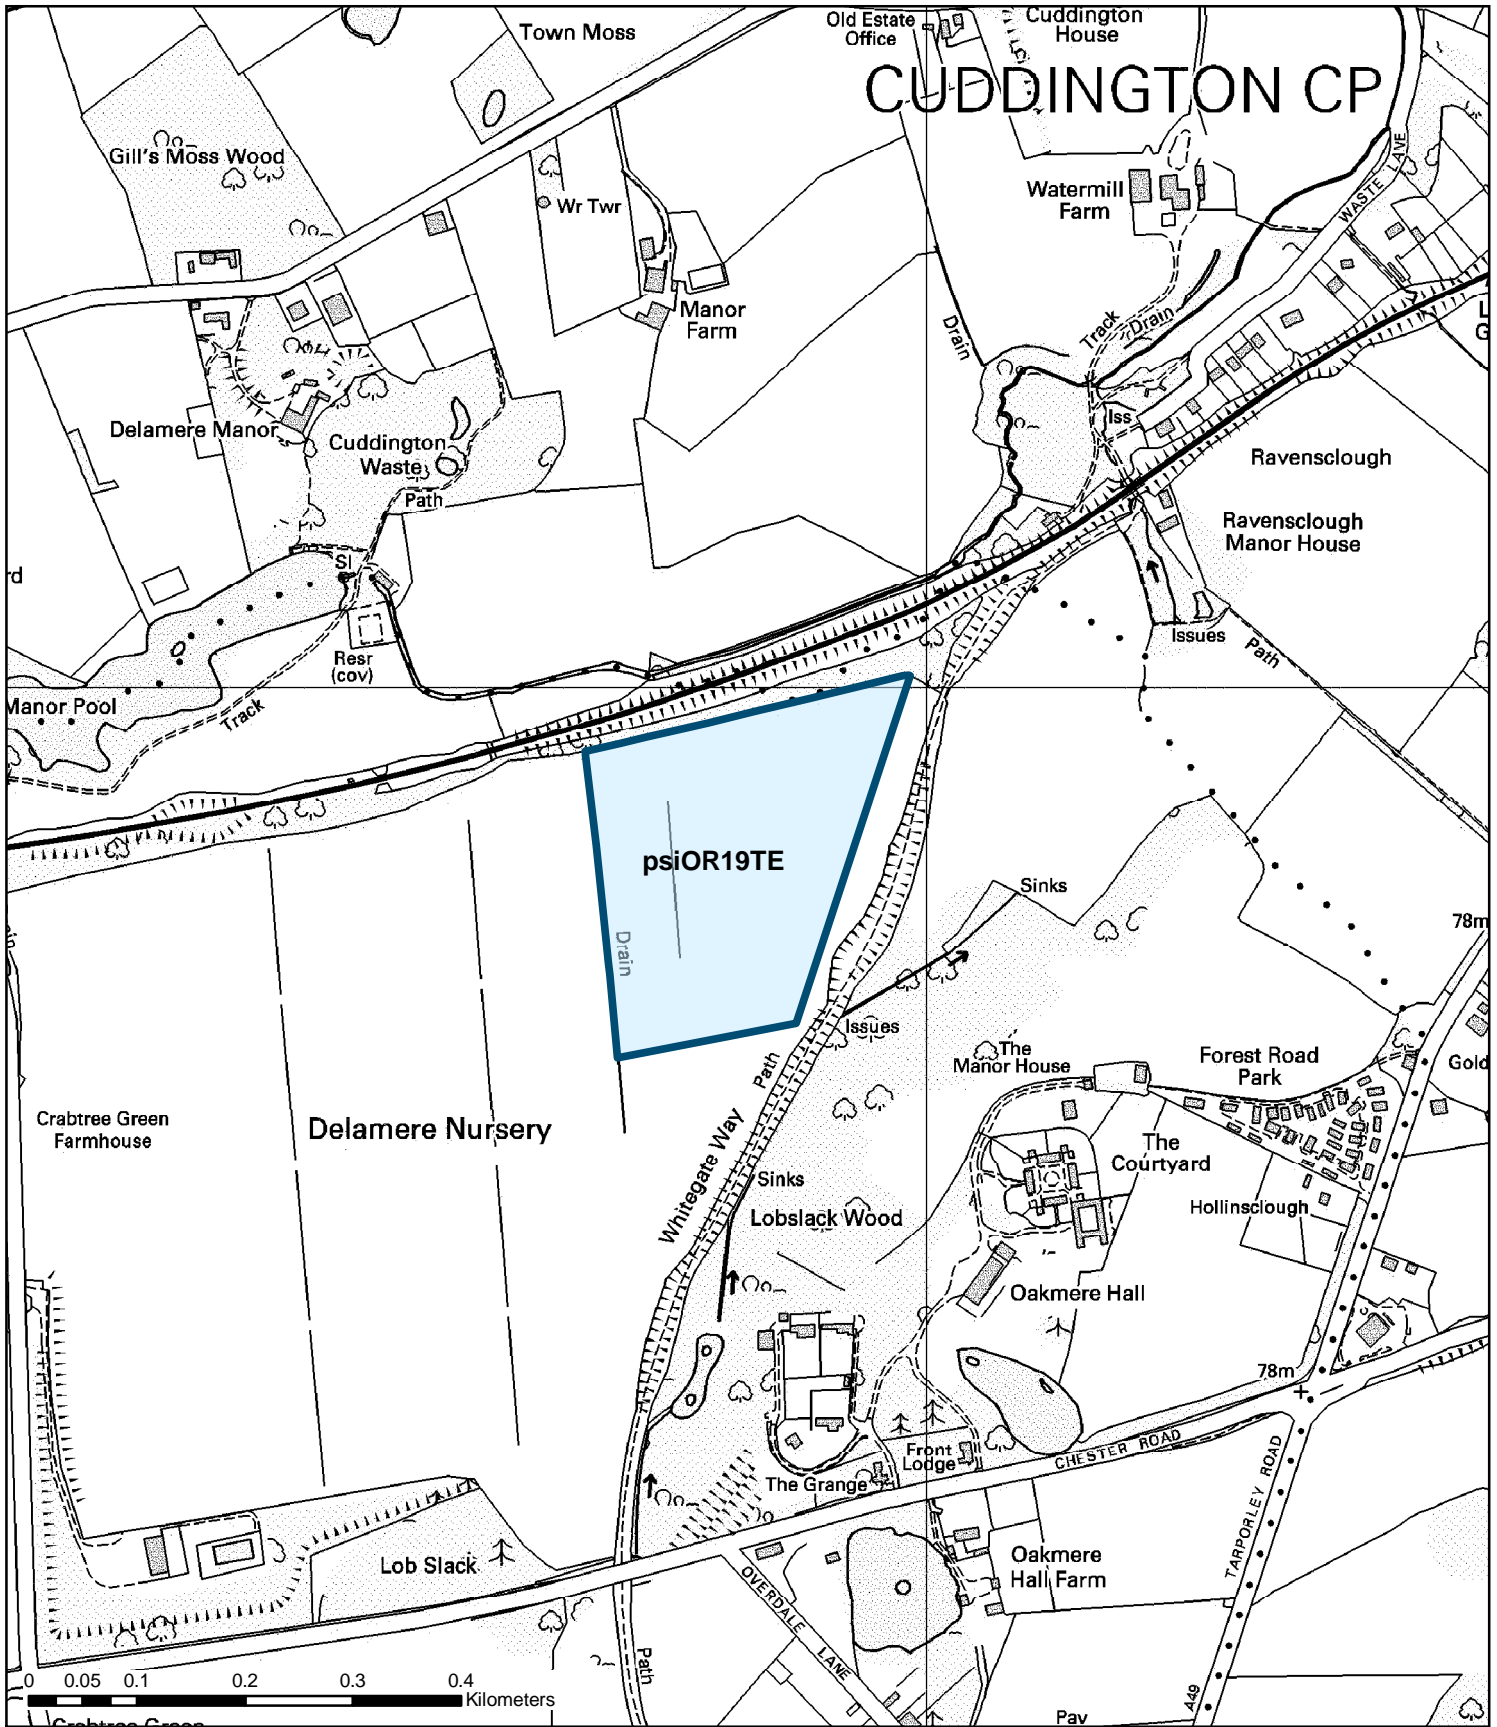 Town Moss
Old Estate
Office
Cuddington
House
CUDDINGTON CP
Gill's Moss Wood
Wr Twr
Watermill
Farm
WASTE LANE
Manor
Farm
Drain
Track
Drain
L
G
Delamere Manor
Cuddington
Waste
Path
Iss
Ravensclough
Ravensclough
Manor House
rd
Sl
Resr
(cov)
Issues
Path
Manor Pool
Track
psiOR19TE
Drain
Sinks
78m
Issues
Path
The
Manor House
Forest Road
Park
Gold
Crabtree Green
Farmhouse
Delamere Nursery
Whitegate Way
The
Courtyard
Sinks
Lobslack Wood
Hollinsclough
Oakmere Hall
78m
Front
Lodge
CHESTER ROAD
The Grange
TARPORLEY ROAD
Lob Slack
OVERDALE LANE
Oakmere
Hall Farm
Path
0 0.05 0.1 0.2 0.3 0.4
Kilometers
A49
Pav
Crabtree Green